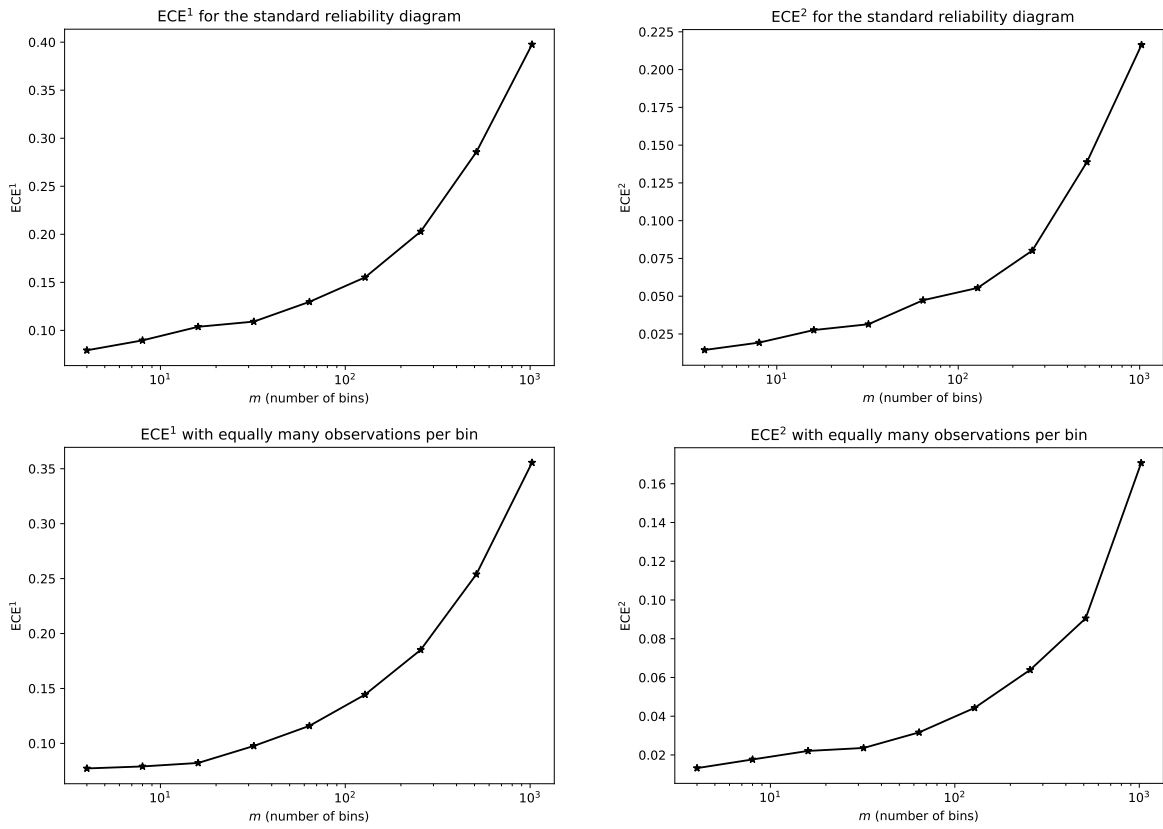 ECE¹ for the standard reliability diagram
0.40
0.35
0.30
0.25
0.20
0.15
0.10
ECE¹
10¹ 10² 10³
m (number of bins)
ECE² for the standard reliability diagram
0.225
0.200
0.175
0.150
0.125
0.100
0.075
0.050
0.025
ECE²
10¹ 10² 10³
m (number of bins)
ECE¹ with equally many observations per bin
0.35
0.30
0.25
0.20
0.15
0.10
ECE¹
10¹ 10² 10³
m (number of bins)
ECE² with equally many observations per bin
0.16
0.14
0.12
0.10
0.08
0.06
0.04
0.02
ECE²
10¹ 10² 10³
m (number of bins)